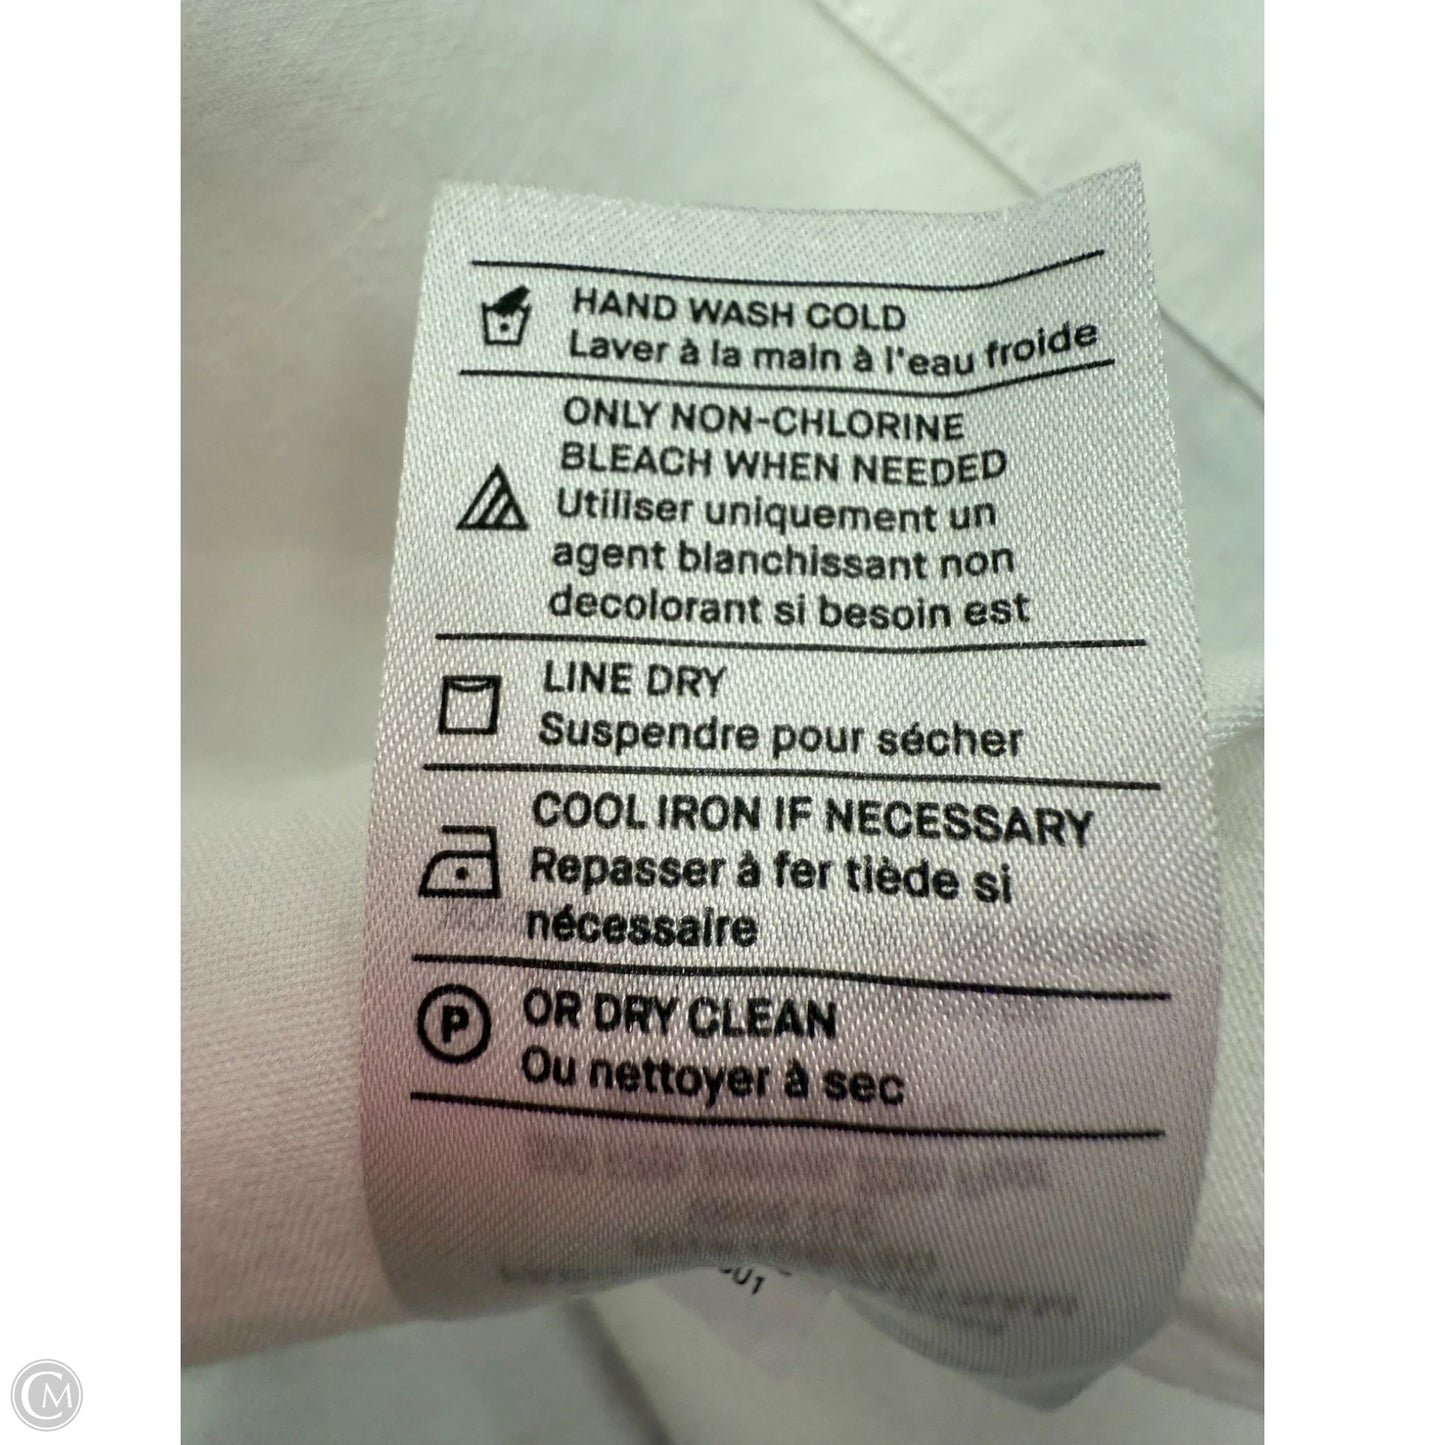 HAND WASH COLD
Laver à la main à l'eau froide
ONLY NON-CHLORINE
BLEACH WHEN NEEDED
Utiliser uniquement un
agent blanchissant non
decolorant si besoin est
LINE DRY
Suspendre pour sécher
COOL IRON IF NECESSARY
Repasser à fer tiède si
nécessaire
P
OR DRY CLEAN
Ou nettoyer à sec
CM